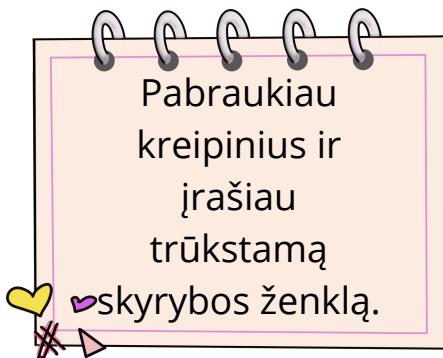 Pabraukiau
kreipinius ir
įrašiau
trūkstamą
skyrybos ženklą.